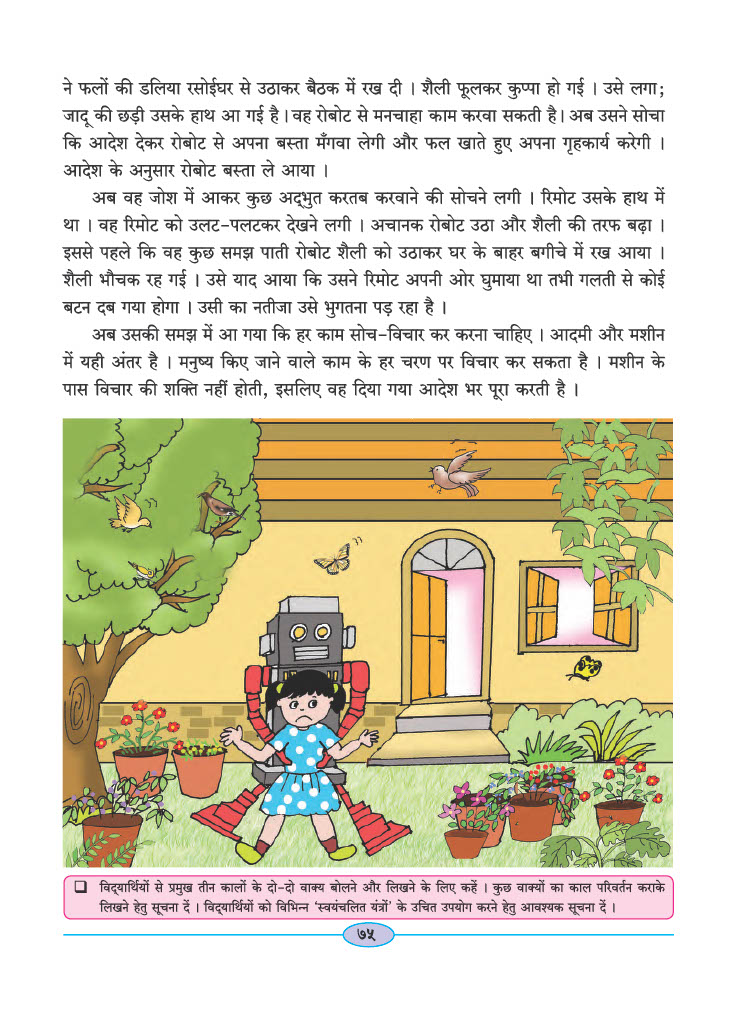 ने फलों की डलिया रसोईघर से उठाकर बैठक में रख दी । शैली फूलकर कुप्पा हो गई । उसे लगा;
जादू की छड़ी उसके हाथ आ गई है। वह रोबोट से मनचाहा काम करवा सकती है। अब उसने सोचा
कि आदेश देकर रोबोट से अपना बस्ता मँगवा लेगी और फल खाते हुए अपना गृहकार्य करेगी ।
आदेश के अनुसार रोबोट बस्ता ले आया ।
अब वह जोश में आकर कुछ अद्‌भुत करतब करवाने की सोचने लगी । रिमोट उसके हाथ में
था । वह रिमोट को उलट-पलटकर देखने लगी । अचानक रोबोट उठा और शैली की तरफ बढ़ा ।
इससे पहले कि वह कुछ समझ पाती रोबोट शैली को उठाकर घर के बाहर बगीचे में रख आया ।
शैली भौचक रह गई । उसे याद आया कि उसने रिमोट अपनी ओर घुमाया था तभी गलती से कोई
बटन दब गया होगा । उसी का नतीजा उसे भुगतना पड़ रहा है ।
अब उसकी समझ में आ गया कि हर काम सोच-विचार कर करना चाहिए । आदमी और मशीन
में यही अंतर है । मनुष्य किए जाने वाले काम के हर चरण पर विचार कर सकता है । मशीन के
पास विचार की शक्ति नहीं होती, इसलिए वह दिया गया आदेश भर पूरा करती है ।
❑ विद्‌यार्थियों से प्रमुख तीन कालों के दो-दो वाक्य बोलने और लिखने के लिए कहें । कुछ वाक्यों का काल परिवर्तन कराके
लिखने हेतु सूचना दें । विद्‌यार्थियों को विभिन्न ‘स्वयंचलित यंत्रों’ के उचित उपयोग करने हेतु आवश्यक सूचना दें ।
७५